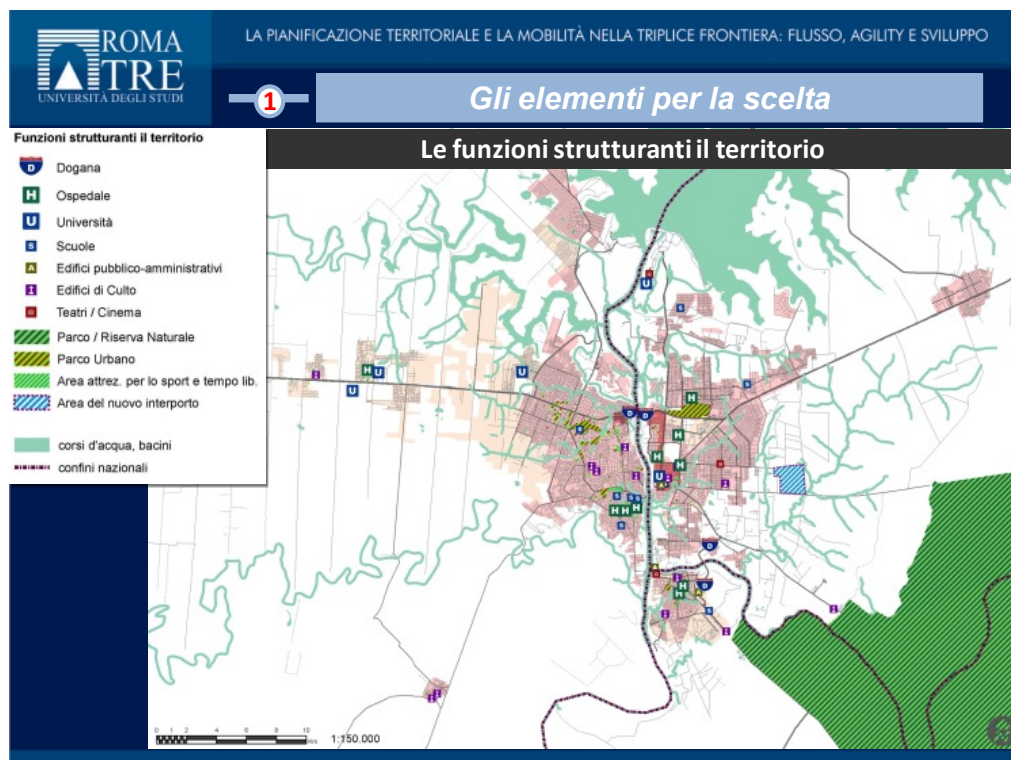 ROMA
TRE
UNIVERSITÀ DEGLI STUDI
LA PIANIFICAZIONE TERRITORIALE E LA MOBILITÀ NELLA TRIPLICE FRONTIERA: FLUSSO, AGILITY E SVILUPPO
1
Gli elementi per la scelta
Le funzioni strutturanti il territorio
Funzioni strutturanti il territorio
D Dogana
H Ospedale
U Università
S Scuole
A Edifici pubblico-amministrativi
I Edifici di Culto
Teatri / Cinema
Parco / Riserva Naturale
Parco Urbano
Area attrez. per lo sport e tempo lib.
Area del nuovo interporto
corsi d'acqua, bacini
confini nazionali
0 1 2 4 6 8 10
1:150.000